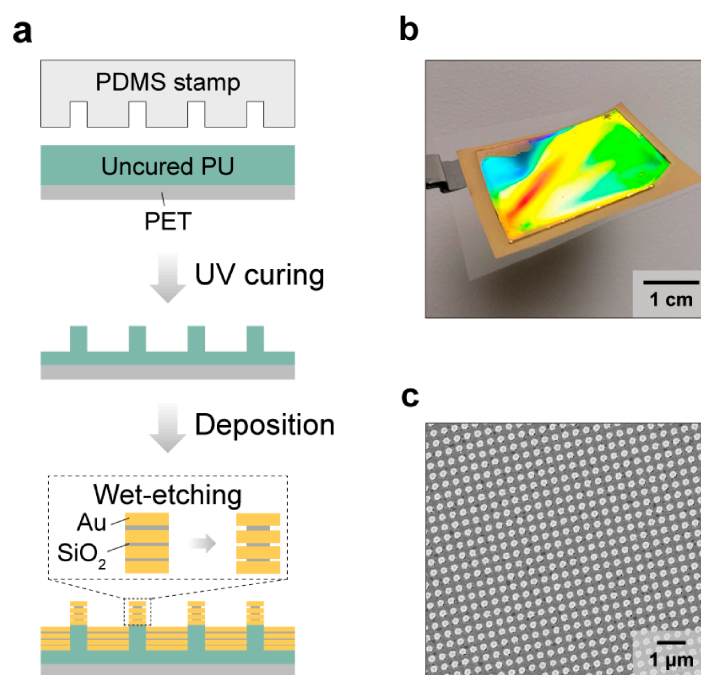 a
PDMS stamp
Uncured PU
PET
UV curing
Deposition
Wet-etching
Au
SiO₂
b
1 cm
c
1 µm